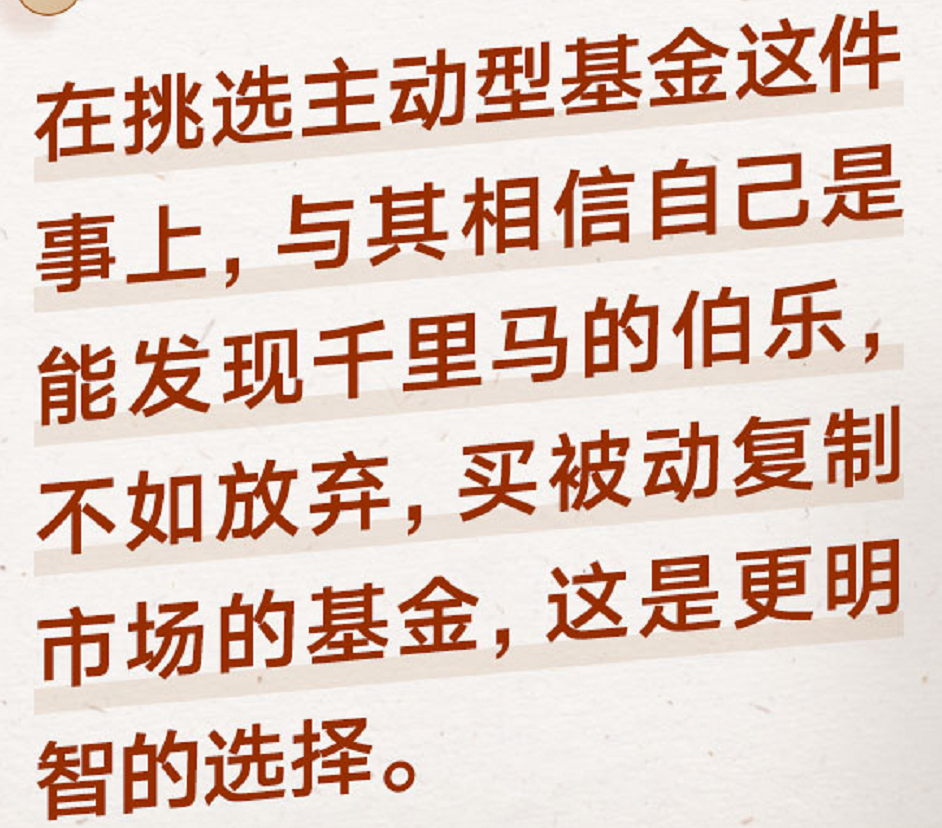 在挑选主动型基金这件
事上，与其相信自己是
能发现千里马的伯乐，
不如放弃，买被动复制
市场的基金，这是更明
智的选择。